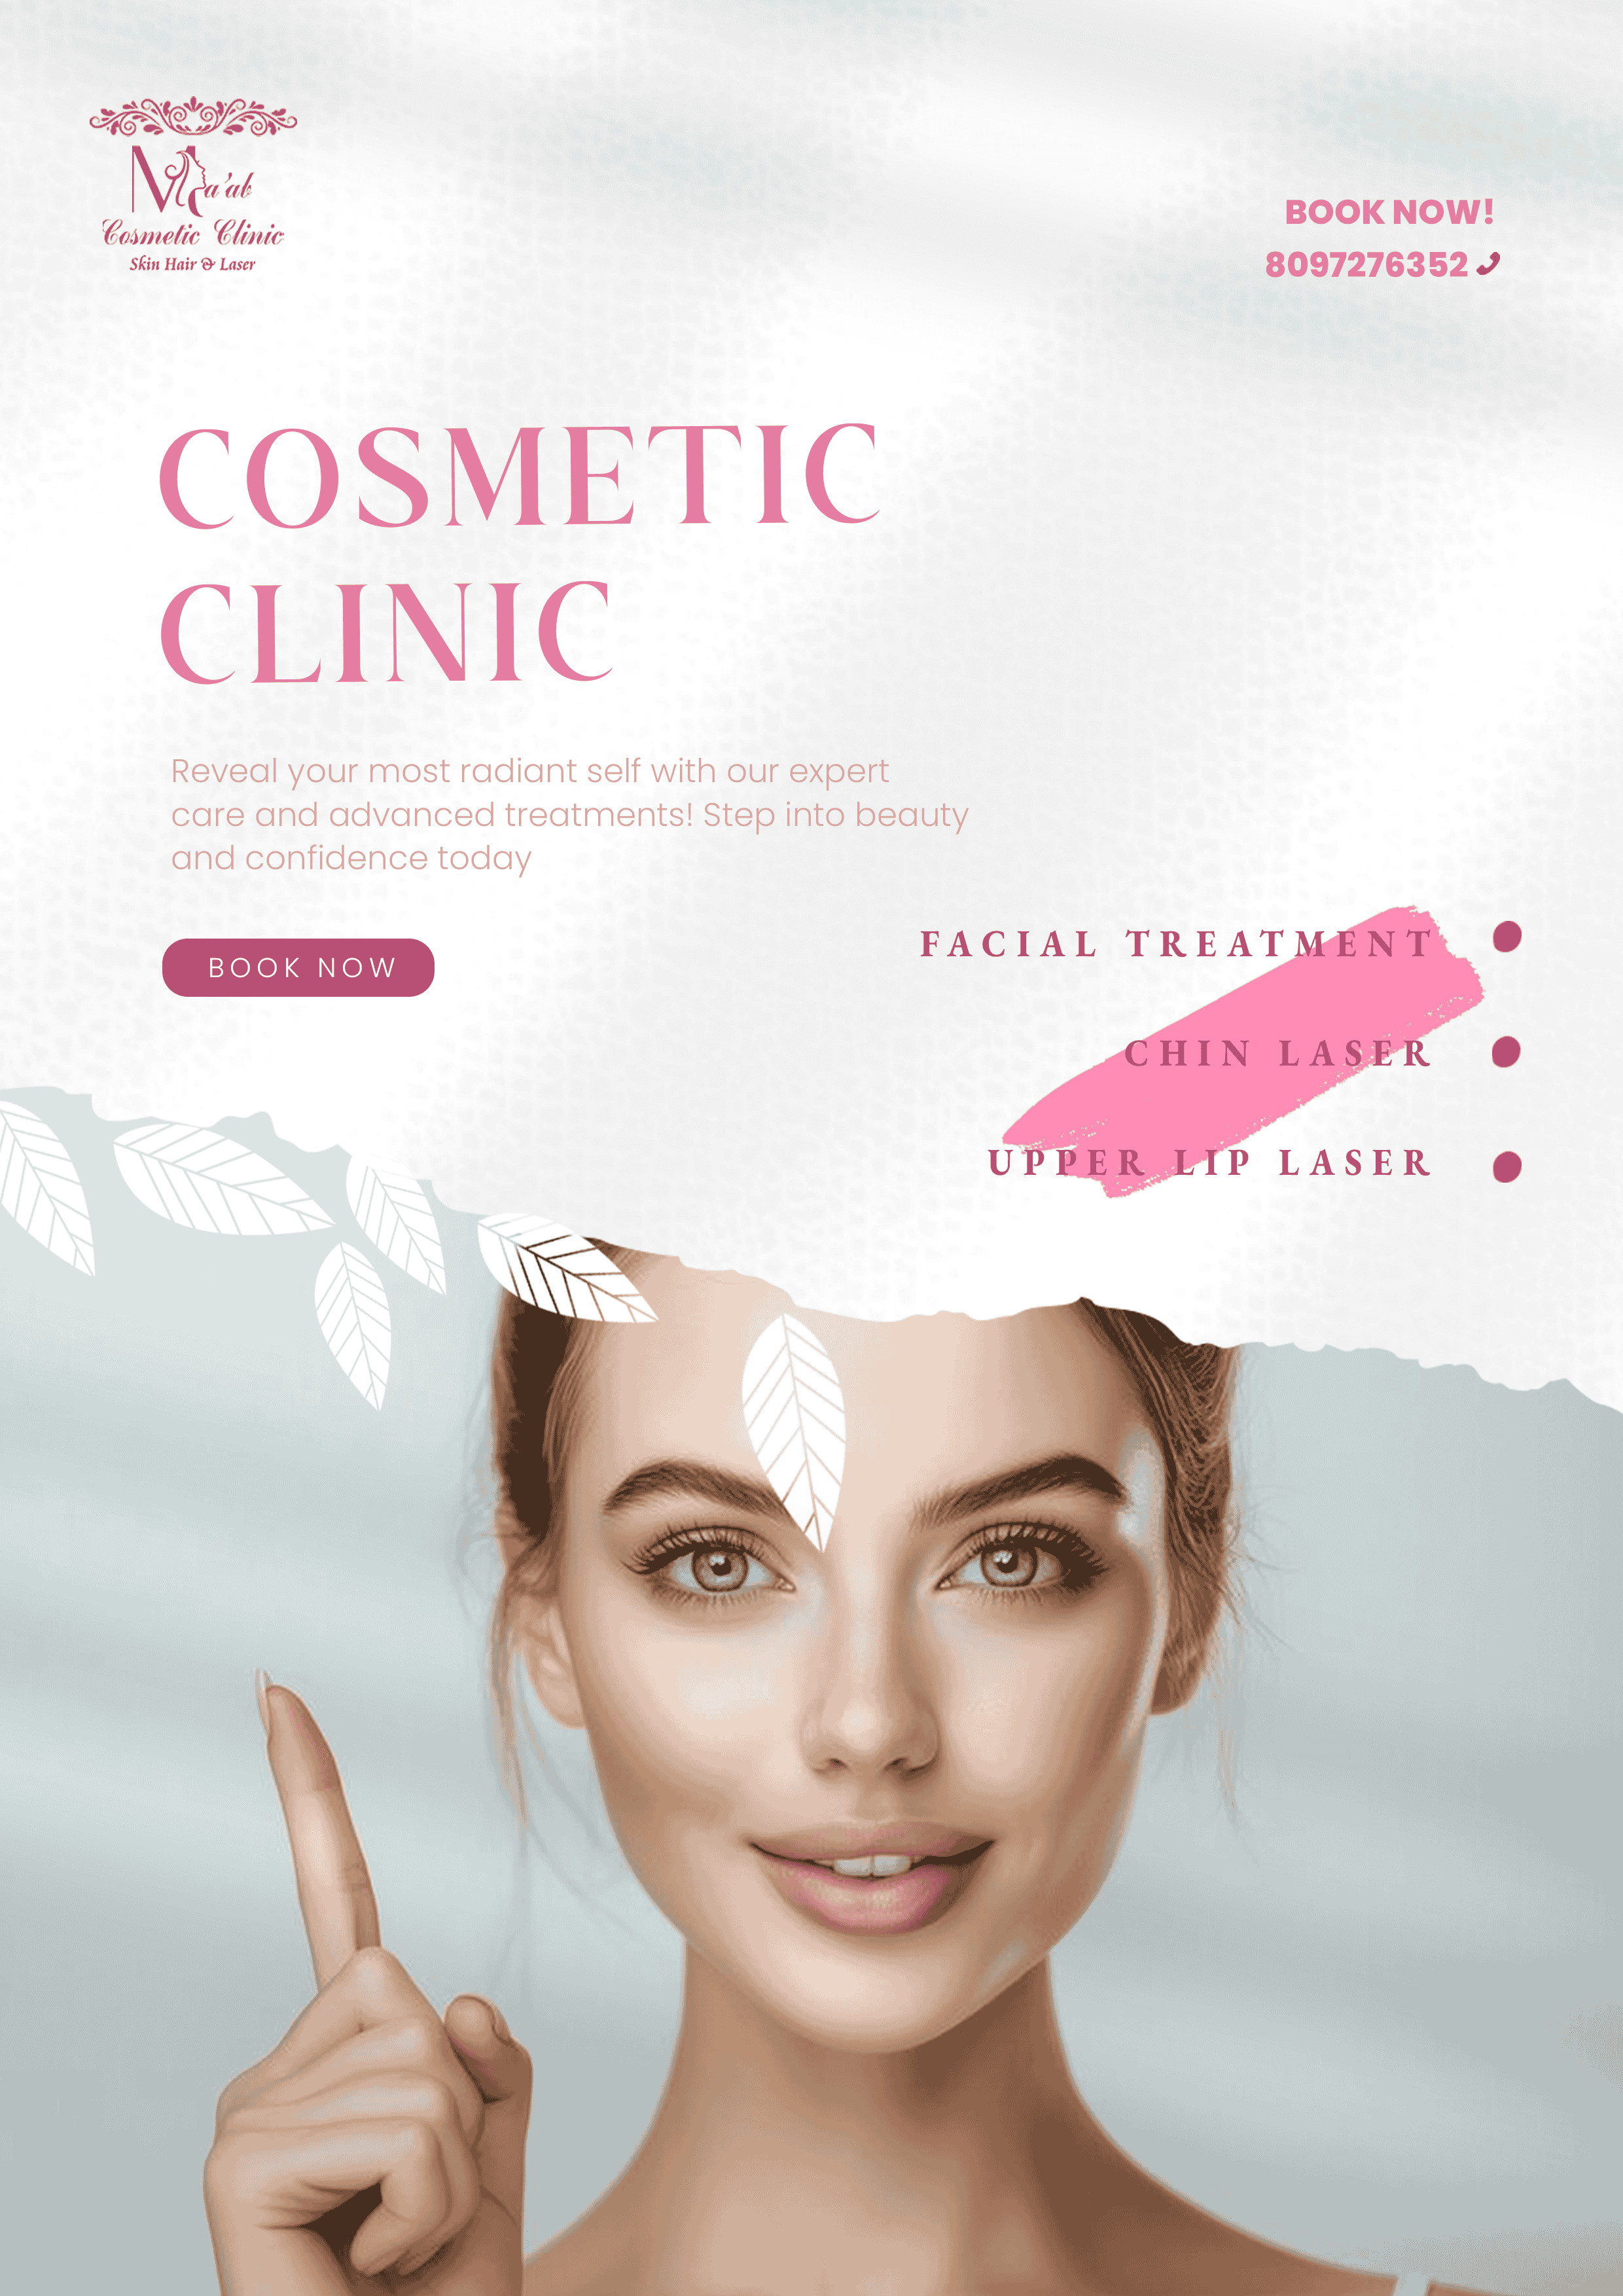 Ma'ab
Cosmetic Clinic
Skin Hair & Laser
BOOK NOW!
8097276352
COSMETIC
CLINIC
Reveal your most radiant self with our expert
care and advanced treatments! Step into beauty
and confidence today
BOOK NOW
FACIAL TREATMENT
CHIN LASER
UPPER LIP LASER